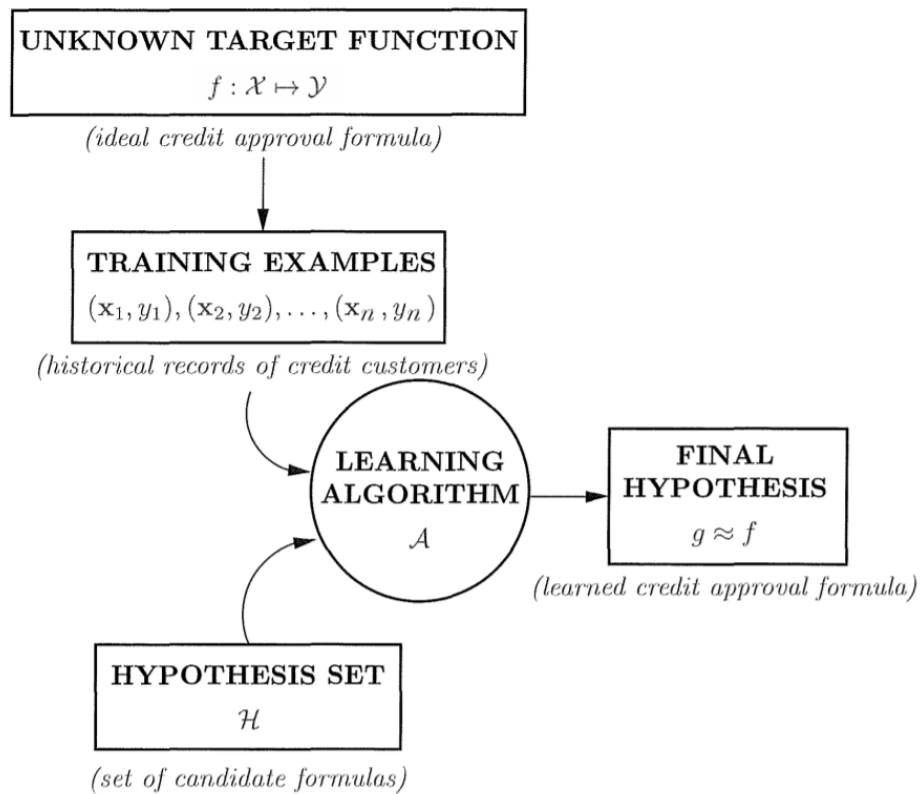 UNKNOWN TARGET FUNCTION
f : 𝒳 ↦ 𝒴
(ideal credit approval formula)
TRAINING EXAMPLES
(x₁, y₁), (x₂, y₂), . . . , (xₙ, yₙ)
(historical records of credit customers)
LEARNING
ALGORITHM
𝒜
FINAL
HYPOTHESIS
g ≈ f
(learned credit approval formula)
HYPOTHESIS SET
ℋ
(set of candidate formulas)